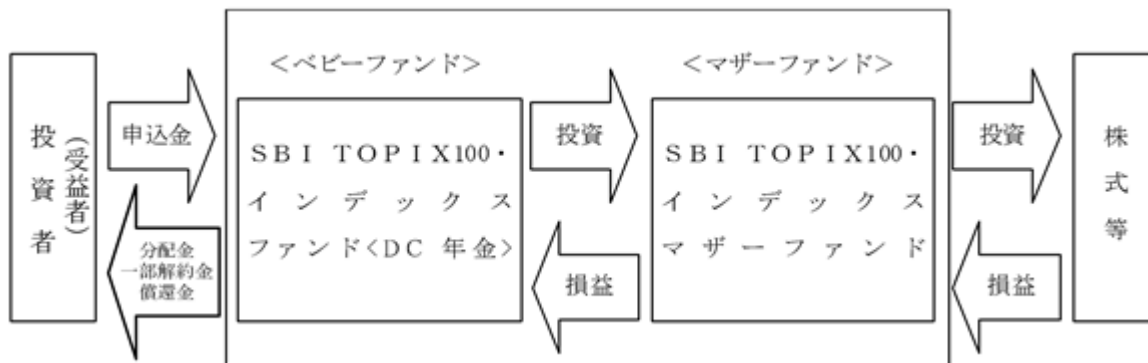 投資者
(受益者)
申込金
分配金
一部解約金
償還金
＜ベビーファンド＞
ＳＢＩ ＴＯＰＩＸ100・
インデックス
ファンド<DC 年金>
投資
損益
＜マザーファンド＞
ＳＢＩ ＴＯＰＩＸ100・
インデックス
マザーファンド
投資
損益
株式等